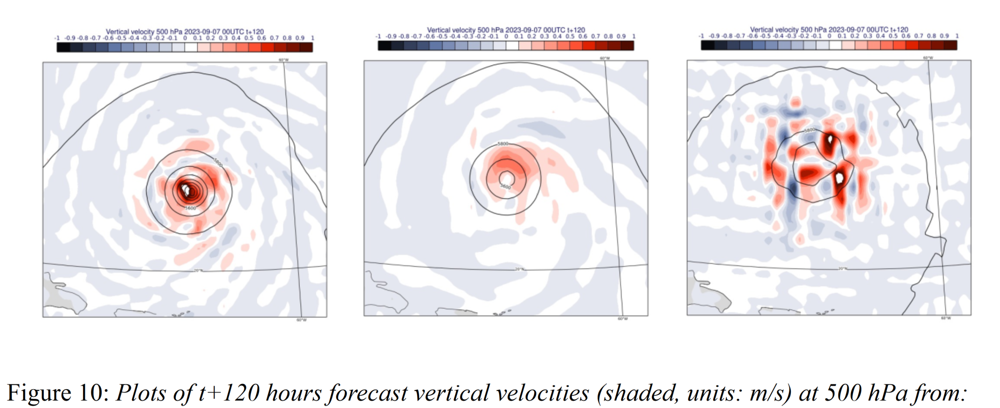 Vertical velocity 500 hPa 2023-09-07 00UTC t+120
-1 -0.9 -0.8 -0.7 -0.6 -0.5 -0.4 -0.3 -0.2 -0.1 0 0.1 0.2 0.3 0.4 0.5 0.6 0.7 0.8 0.9 1
60°W
5800
5600
20°N
60°W
Vertical velocity 500 hPa 2023-09-07 00UTC t+120
-1 -0.9 -0.8 -0.7 -0.6 -0.5 -0.4 -0.3 -0.2 -0.1 0 0.1 0.2 0.3 0.4 0.5 0.6 0.7 0.8 0.9 1
60°W
5800
5600
20°N
60°W
Vertical velocity 500 hPa 2023-09-07 00UTC t+120
-1 -0.9 -0.8 -0.7 -0.6 -0.5 -0.4 -0.3 -0.2 -0.1 0 0.1 0.2 0.3 0.4 0.5 0.6 0.7 0.8 0.9 1
60°W
5800
20°N
60°W
Figure 10: Plots of t+120 hours forecast vertical velocities (shaded, units: m/s) at 500 hPa from: